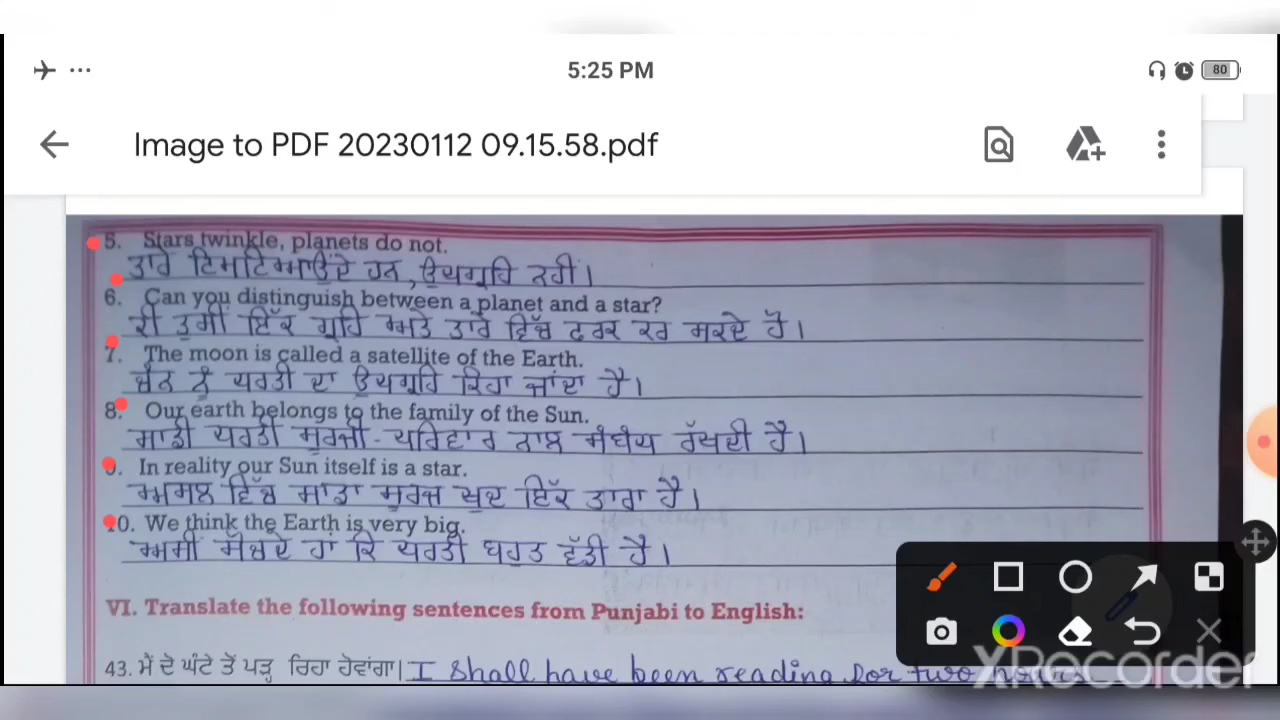 5:25 PM
80
Image to PDF 20230112 09.15.58.pdf
5. Stars twinkle, planets do not.
ਤਾਰੇ ਟਿਮਟਿਮਾਉਂਦੇ ਹਨ, ਉਪਗ੍ਰਹਿ ਨਹੀਂ।
6. Can you distinguish between a planet and a star?
ਕੀ ਤੁਸੀਂ ਇੱਕ ਗ੍ਰਹਿ ਅਤੇ ਤਾਰੇ ਵਿੱਚ ਫਰਕ ਕਰ ਸਕਦੇ ਹੋ।
7. The moon is called a satellite of the Earth.
ਚੰਨ ਨੂੰ ਧਰਤੀ ਦਾ ਉਪਗ੍ਰਹਿ ਕਿਹਾ ਜਾਂਦਾ ਹੈ।
8. Our earth belongs to the family of the Sun.
ਸਾਡੀ ਧਰਤੀ ਸੂਰਜੀ - ਪਰਿਵਾਰ ਨਾਲ ਸੰਬੰਧ ਰੱਖਦੀ ਹੈ।
9. In reality our Sun itself is a star.
ਅਸਲ ਵਿੱਚ ਸਾਡਾ ਸੂਰਜ ਖੁਦ ਇੱਕ ਤਾਰਾ ਹੈ।
10. We think the Earth is very big.
ਅਸੀਂ ਸੋਚਦੇ ਹਾਂ ਕਿ ਧਰਤੀ ਬਹੁਤ ਵੱਡੀ ਹੈ।
VI. Translate the following sentences from Punjabi to English:
43. ਮੈਂ ਦੋ ਘੰਟੇ ਤੋਂ ਪੜ੍ਹ ਰਿਹਾ ਹੋਵਾਂਗਾ। I shall have been reading for two hours
XRecorder